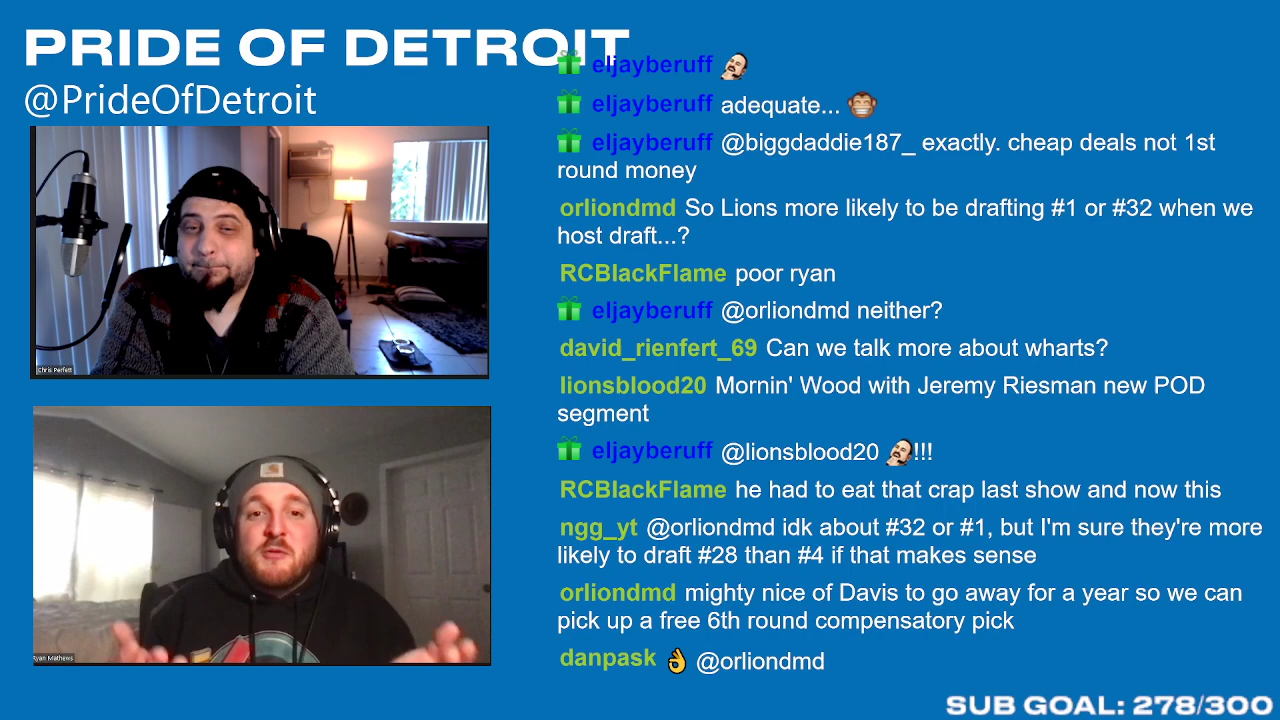 PRIDE OF DETROIT
@PrideOfDetroit
Chris Perfett
Ryan Mathews
eljayberuff
eljayberuff adequate...
eljayberuff @biggdaddie187_ exactly. cheap deals not 1st
round money
orliondmd So Lions more likely to be drafting #1 or #32 when we
host draft...?
RCBlackFlame poor ryan
eljayberuff @orliondmd neither?
david_rienfert_69 Can we talk more about wharts?
lionsblood20 Mornin' Wood with Jeremy Riesman new POD
segment
eljayberuff @lionsblood20 !!!
RCBlackFlame he had to eat that crap last show and now this
ngg_yt @orliondmd idk about #32 or #1, but I'm sure they're more
likely to draft #28 than #4 if that makes sense
orliondmd mighty nice of Davis to go away for a year so we can
pick up a free 6th round compensatory pick
danpask 👌 @orliondmd
SUB GOAL: 278/300